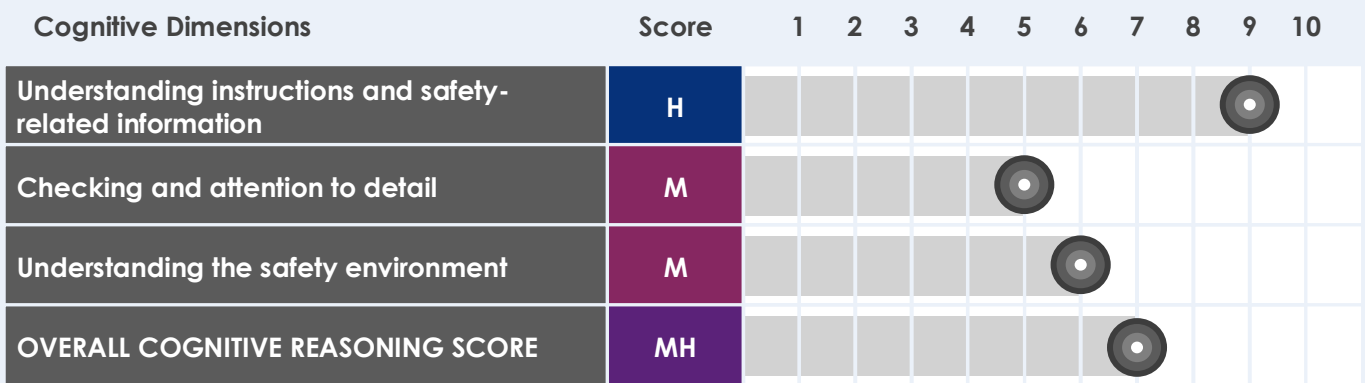 Cognitive Dimensions Score 1 2 3 4 5 6 7 8 9 10
Understanding instructions and safety-
related information
H
Checking and attention to detail M
Understanding the safety environment M
OVERALL COGNITIVE REASONING SCORE MH